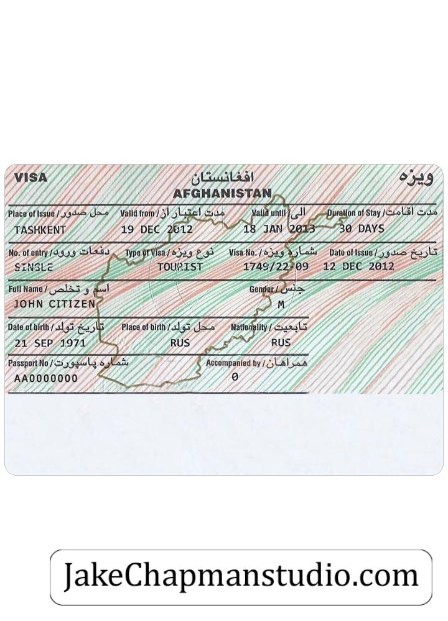 VISA افغانستان ویزه
AFGHANISTAN
Place of Issue / محل صدور Valid from / مدت اعتبار از Valid until / الی Duration of Stay / مدت اقامت
TASHKENT 19 DEC 2012 18 JAN 2013 30 DAYS
No. of entry / دفعات ورود Type of Visa / نوع ویزه Visa No. / شماره ویزه Date of Issue / تاریخ صدور
SINGLE TOURIST 1749/22/09 12 DEC 2012
Full Name / اسم و تخلص Gender / جنس
JOHN CITIZEN M
Date of birth / تاریخ تولد Place of birth / محل تولد Nationality / تابعیت
21 SEP 1971 RUS RUS
Passport No / شماره پاسپورت Accompanied by / همراهان
AA0000000 0
JakeChapmanstudio.com